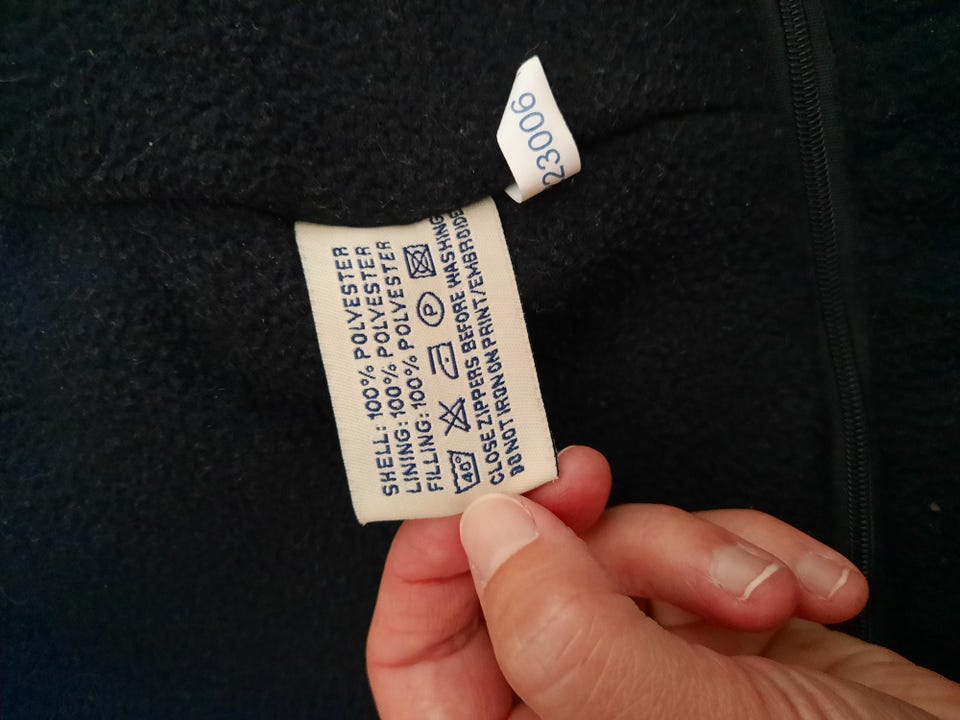 SHELL: 100% POLYESTER
LINING: 100% POLYESTER
FILLING: 100% POLYESTER
40° P
CLOSE ZIPPERS BEFORE WASHING
DO NOT IRON ON PRINT/EMBROIDE
23006